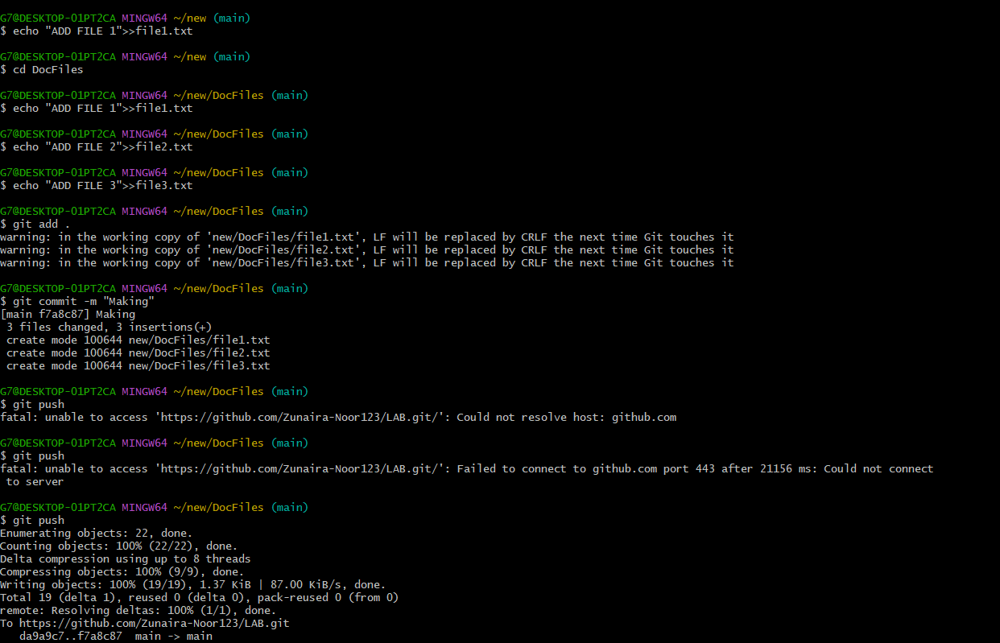 G7@DESKTOP-01PT2CA MINGW64 ~/new (main)
$ echo "ADD FILE 1">>file1.txt
G7@DESKTOP-01PT2CA MINGW64 ~/new (main)
$ cd DocFiles
G7@DESKTOP-01PT2CA MINGW64 ~/new/DocFiles (main)
$ echo "ADD FILE 1">>file1.txt
G7@DESKTOP-01PT2CA MINGW64 ~/new/DocFiles (main)
$ echo "ADD FILE 2">>file2.txt
G7@DESKTOP-01PT2CA MINGW64 ~/new/DocFiles (main)
$ echo "ADD FILE 3">>file3.txt
G7@DESKTOP-01PT2CA MINGW64 ~/new/DocFiles (main)
$ git add .
warning: in the working copy of 'new/DocFiles/file1.txt', LF will be replaced by CRLF the next time Git touches it
warning: in the working copy of 'new/DocFiles/file2.txt', LF will be replaced by CRLF the next time Git touches it
warning: in the working copy of 'new/DocFiles/file3.txt', LF will be replaced by CRLF the next time Git touches it
G7@DESKTOP-01PT2CA MINGW64 ~/new/DocFiles (main)
$ git commit -m "Making"
[main f7a8c87] Making
 3 files changed, 3 insertions(+)
 create mode 100644 new/DocFiles/file1.txt
 create mode 100644 new/DocFiles/file2.txt
 create mode 100644 new/DocFiles/file3.txt
G7@DESKTOP-01PT2CA MINGW64 ~/new/DocFiles (main)
$ git push
fatal: unable to access 'https://github.com/Zunaira-Noor123/LAB.git/': Could not resolve host: github.com
G7@DESKTOP-01PT2CA MINGW64 ~/new/DocFiles (main)
$ git push
fatal: unable to access 'https://github.com/Zunaira-Noor123/LAB.git/': Failed to connect to github.com port 443 after 21156 ms: Could not connect
 to server
G7@DESKTOP-01PT2CA MINGW64 ~/new/DocFiles (main)
$ git push
Enumerating objects: 22, done.
Counting objects: 100% (22/22), done.
Delta compression using up to 8 threads
Compressing objects: 100% (9/9), done.
Writing objects: 100% (19/19), 1.37 KiB | 87.00 KiB/s, done.
Total 19 (delta 1), reused 0 (delta 0), pack-reused 0 (from 0)
remote: Resolving deltas: 100% (1/1), done.
To https://github.com/Zunaira-Noor123/LAB.git
   da9a9c7..f7a8c87  main -> main